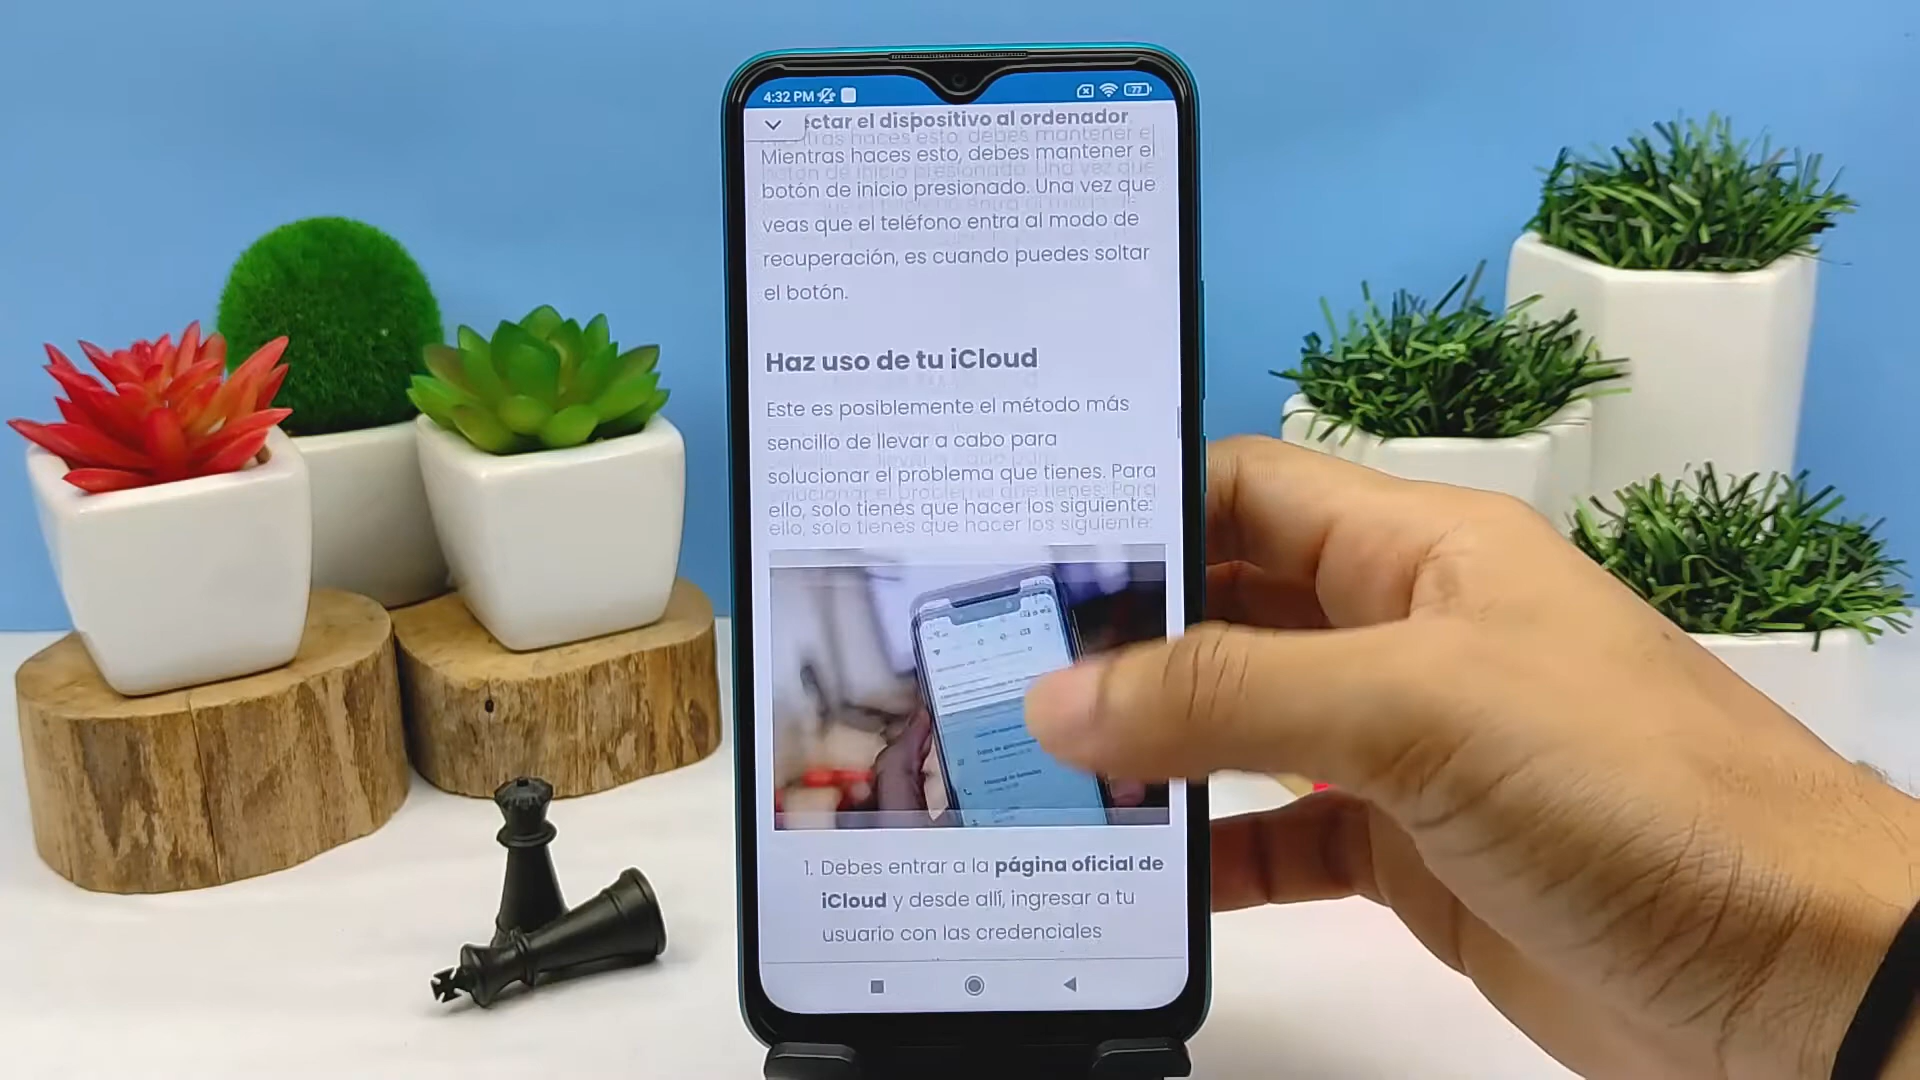 4:32 PM
77
ectar el dispositivo al ordenador
Mientras haces esto, debes mantener el
botón de inicio presionado. Una vez que
veas que el teléfono entra al modo de
recuperación, es cuando puedes soltar
el botón.
Haz uso de tu iCloud
Este es posiblemente el método más
sencillo de llevar a cabo para
solucionar el problema que tienes. Para
ello, solo tienes que hacer los siguiente:
1. Debes entrar a la página oficial de
iCloud y desde allí, ingresar a tu
usuario con las credenciales